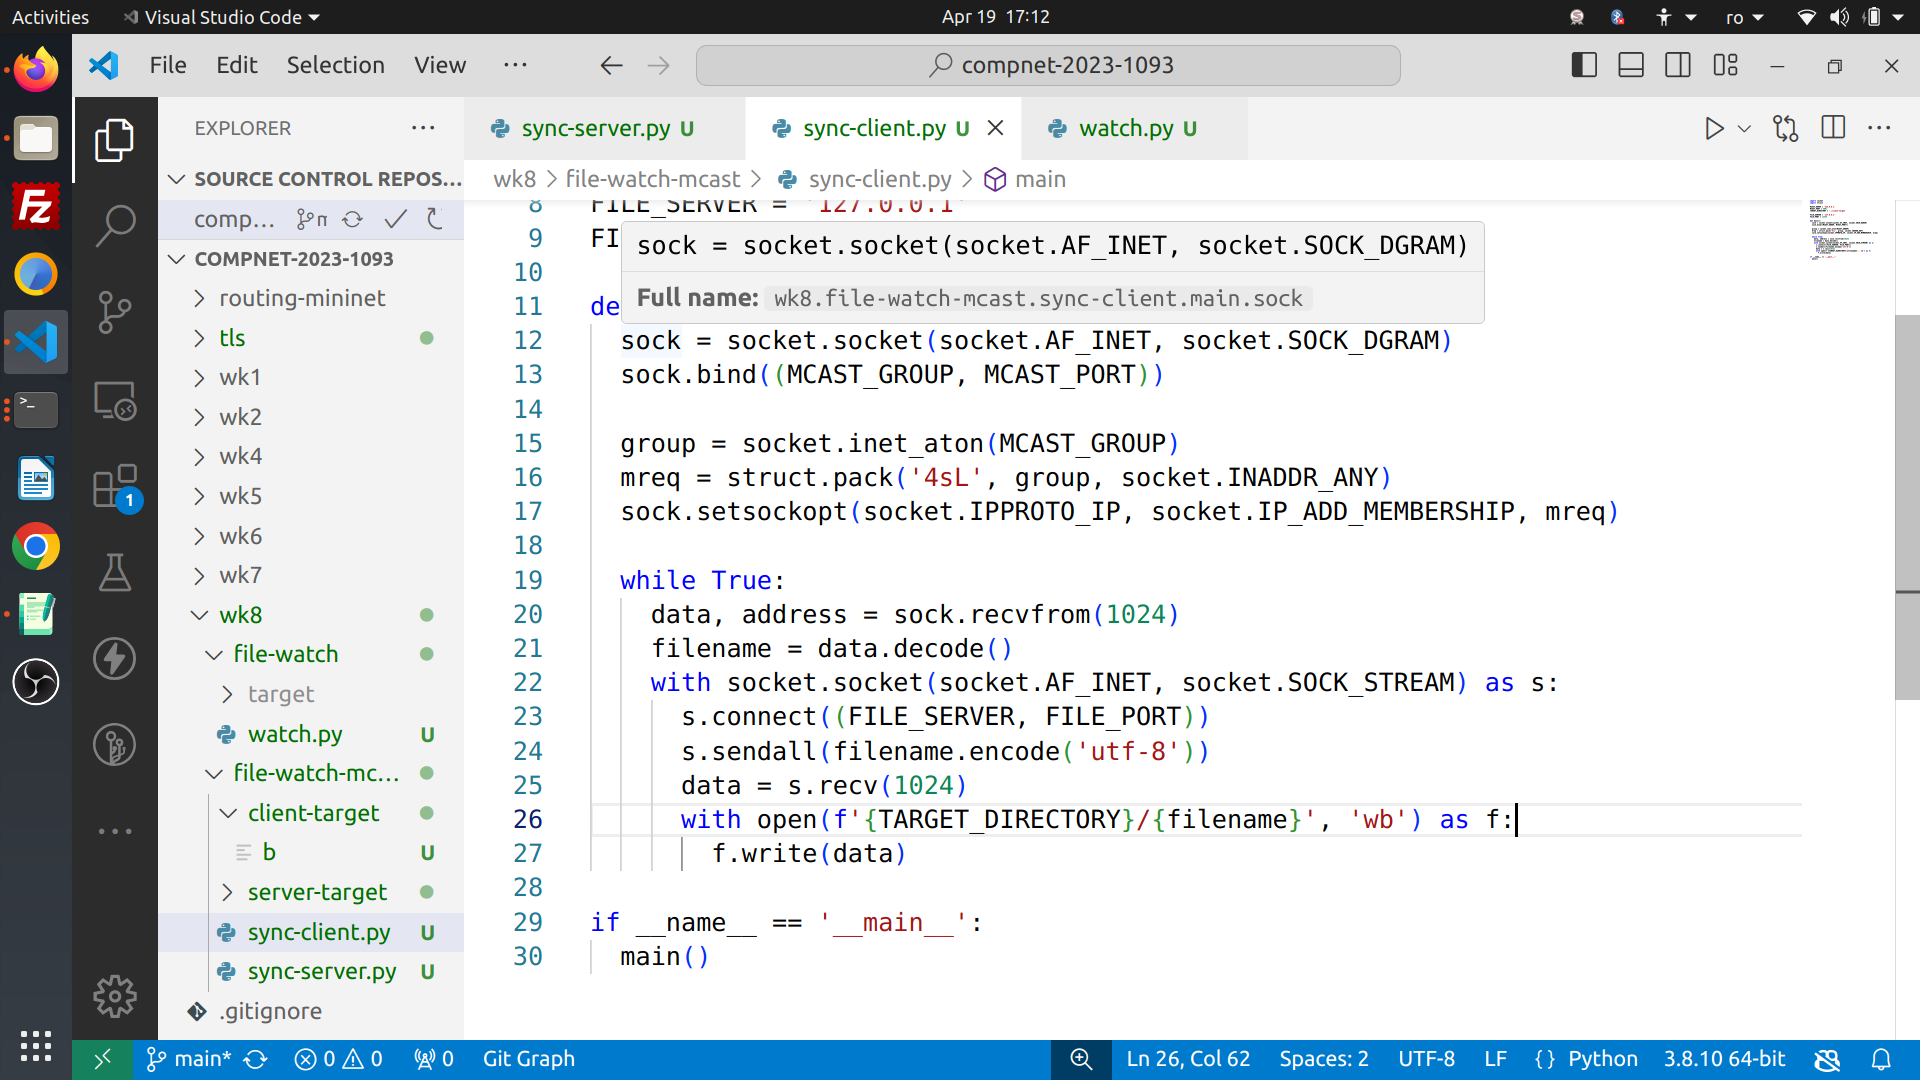 Activities Visual Studio Code Apr 19 17:12 ro
File Edit Selection View ··· compnet-2023-1093
EXPLORER ···
SOURCE CONTROL REPOS...
comp...
COMPNET-2023-1093
routing-mininet
tls
wk1
wk2
wk4
wk5
wk6
wk7
wk8
file-watch
target
watch.py U
file-watch-mc...
client-target
b U
server-target
sync-client.py U
sync-server.py U
.gitignore
1
sync-server.py U sync-client.py U watch.py U
wk8 > file-watch-mcast > sync-client.py > main
8 FILE_SERVER = '127.0.0.1'
sock = socket.socket(socket.AF_INET, socket.SOCK_DGRAM)
Full name: wk8.file-watch-mcast.sync-client.main.sock
9 FI
10
11 de
12 sock = socket.socket(socket.AF_INET, socket.SOCK_DGRAM)
13 sock.bind((MCAST_GROUP, MCAST_PORT))
14
15 group = socket.inet_aton(MCAST_GROUP)
16 mreq = struct.pack('4sL', group, socket.INADDR_ANY)
17 sock.setsockopt(socket.IPPROTO_IP, socket.IP_ADD_MEMBERSHIP, mreq)
18
19 while True:
20 data, address = sock.recvfrom(1024)
21 filename = data.decode()
22 with socket.socket(socket.AF_INET, socket.SOCK_STREAM) as s:
23 s.connect((FILE_SERVER, FILE_PORT))
24 s.sendall(filename.encode('utf-8'))
25 data = s.recv(1024)
26 with open(f'{TARGET_DIRECTORY}/{filename}', 'wb') as f:
27 f.write(data)
28
29 if __name__ == '__main__':
30 main()
main* 0 0 0 Git Graph Ln 26, Col 62 Spaces: 2 UTF-8 LF {} Python 3.8.10 64-bit